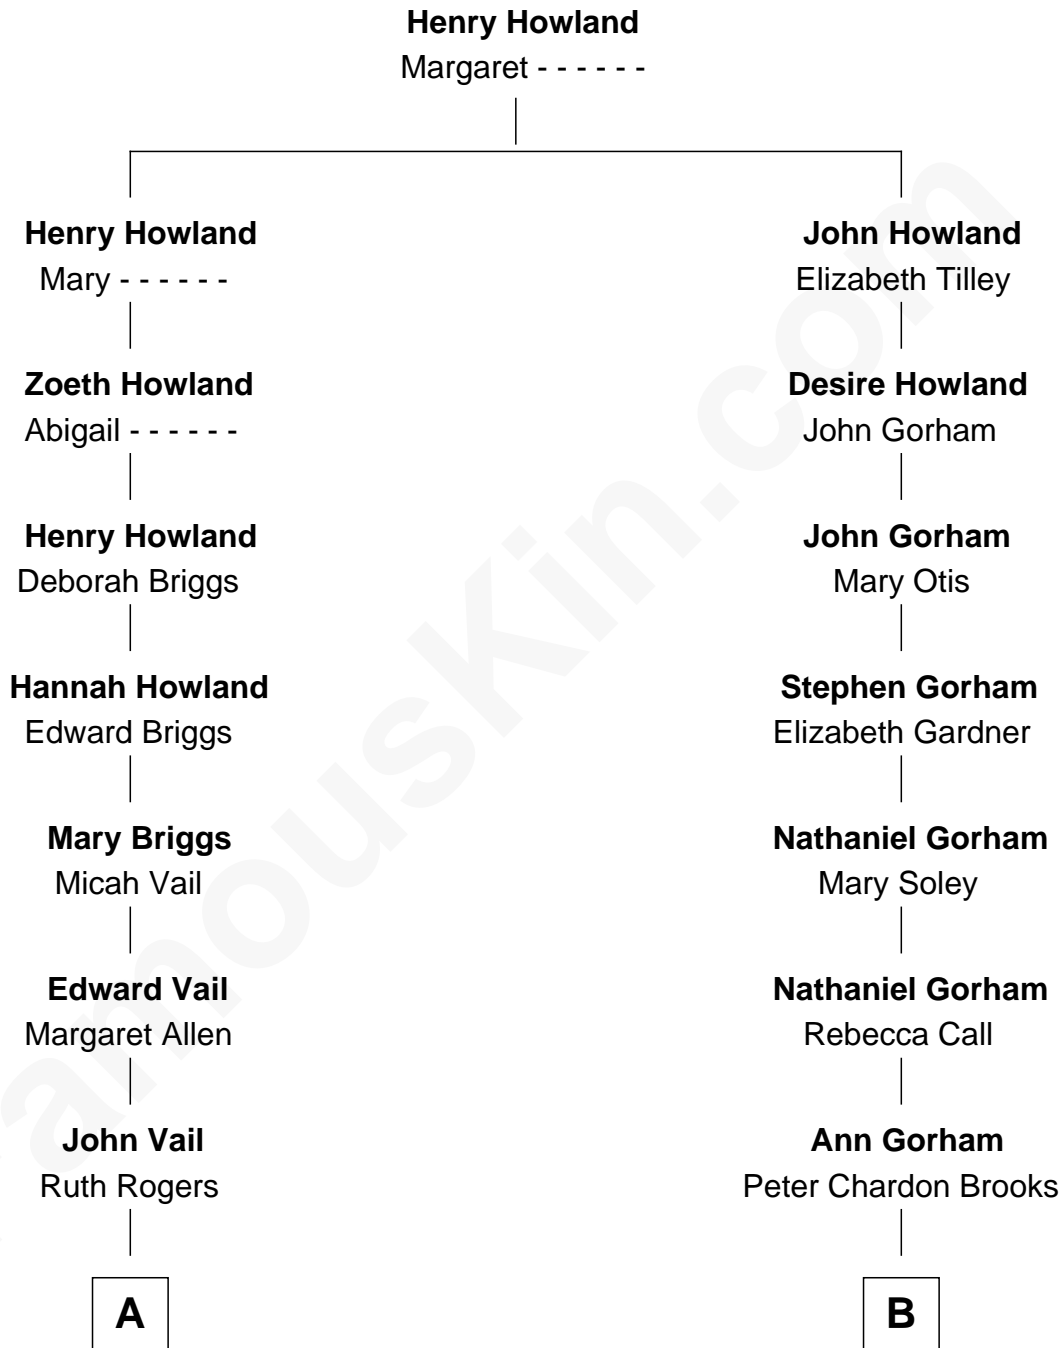 Henry Howland
Margaret - - - - - -
Henry Howland
Mary - - - - - -
John Howland
Elizabeth Tilley
Zoeth Howland
Abigail - - - - - -
Desire Howland
John Gorham
Henry Howland
Deborah Briggs
John Gorham
Mary Otis
Hannah Howland
Edward Briggs
Stephen Gorham
Elizabeth Gardner
Mary Briggs
Micah Vail
Nathaniel Gorham
Mary Soley
Edward Vail
Margaret Allen
Nathaniel Gorham
Rebecca Call
John Vail
Ruth Rogers
Ann Gorham
Peter Chardon Brooks
A
B
amouskin.com